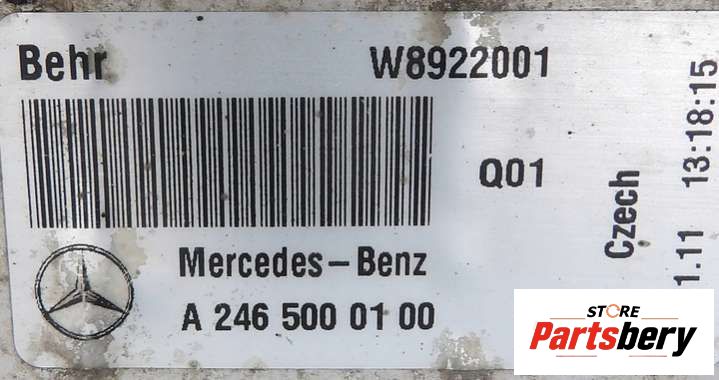 Behr W8922001
Q01
Mercedes-Benz
A 246 500 01 00
Czech
1.11 13:18:15
STORE
Partsbery